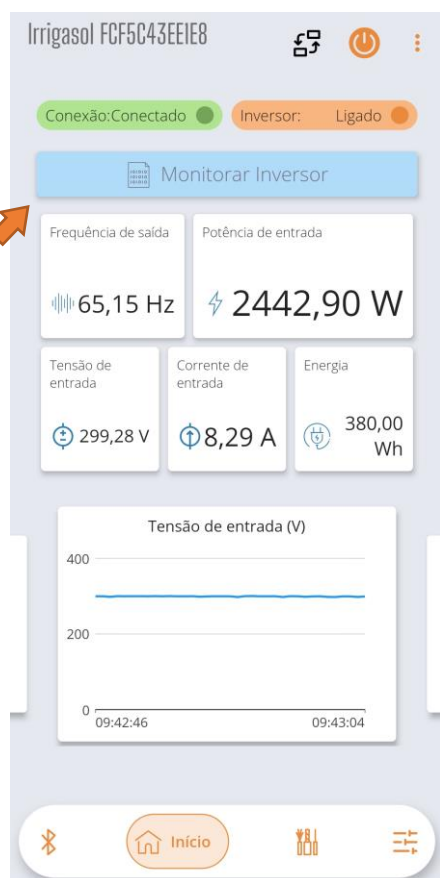 Irrigasol FCF5C43EE1E8
Conexão:Conectado
Inversor: Ligado
Monitorar Inversor
Frequência de saída
65,15 Hz
Potência de entrada
2442,90 W
Tensão de
entrada
299,28 V
Corrente de
entrada
8,29 A
Energia
380,00
Wh
Tensão de entrada (V)
400
200
0
09:42:46 09:43:04
Início